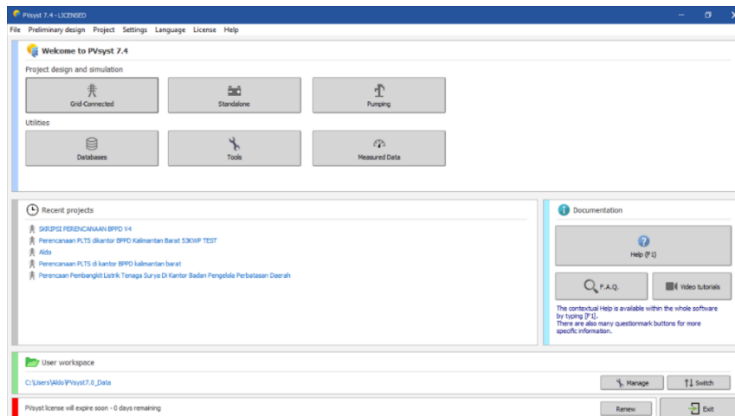 PVsyst 7.4 - LICENSED
File Preliminary design Project Settings Language License Help
Welcome to PVsyst 7.4
Project design and simulation
Grid-Connected Standalone Pumping
Utilities
Databases Tools Measured Data
Recent projects
SKRIPSI PERENCANAAN BPPD V4
Perencanaan PLTS dikantor BPPD Kalimantan Barat 53KWP TEST
Aldo
Perencanaan PLTS di kantor BPPD kalimantan barat
Perencaan Pembangkit Listrik Tenaga Surya Di Kantor Badan Pengelola Perbatasan Daerah
Documentation
Help (F1)
F.A.Q. Video tutorials
The contextual Help is available within the whole software
by typing [F1].
There are also many questionmark buttons for more
specific information.
User workspace
C:\Users\Aldo\PVsyst7.0_Data
Manage Switch
PVsyst license will expire soon - 0 days remaining
Renew Exit